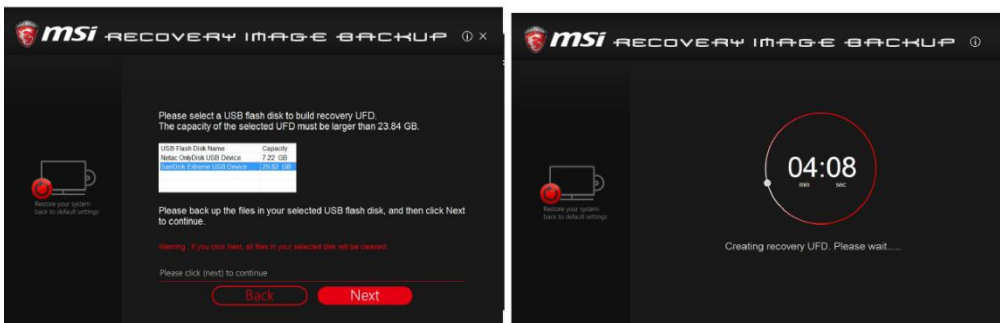 msi RECOVERY IMAGE BACKUP
Please select a USB flash disk to build recovery UFD.
The capacity of the selected UFD must be larger than 23.84 GB.
USB Flash Disk Name Capacity
Netac OnlyDisk USB Device 7.22 GB
SanDisk Extreme USB Device 29.82 GB
Restore your system
back to default settings
Please back up the files in your selected USB flash disk, and then click Next
to continue.
Warning : If you click Next, all files in your selected disk will be cleared.
Please click (next) to continue
Back Next
msi RECOVERY IMAGE BACKUP
04:08
min sec
Restore your system
back to default settings
Creating recovery UFD. Please wait.....